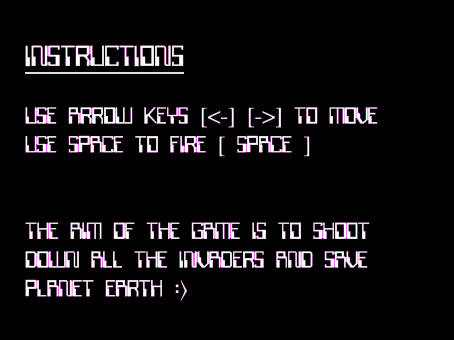 INSTRUCTIONS
USE ARROW KEYS [<-] [->] TO MOVE
USE SPACE TO FIRE [ SPACE ]
THE AIM OF THE GAME IS TO SHOOT
DOWN ALL THE INVADERS AND SAVE
PLANET EARTH :)